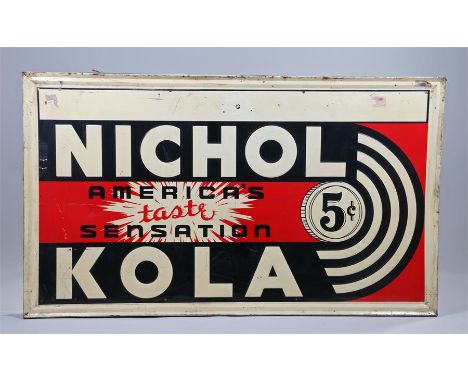 NICHOL
AMERICA'S
taste
5¢
SENSATION
KOLA